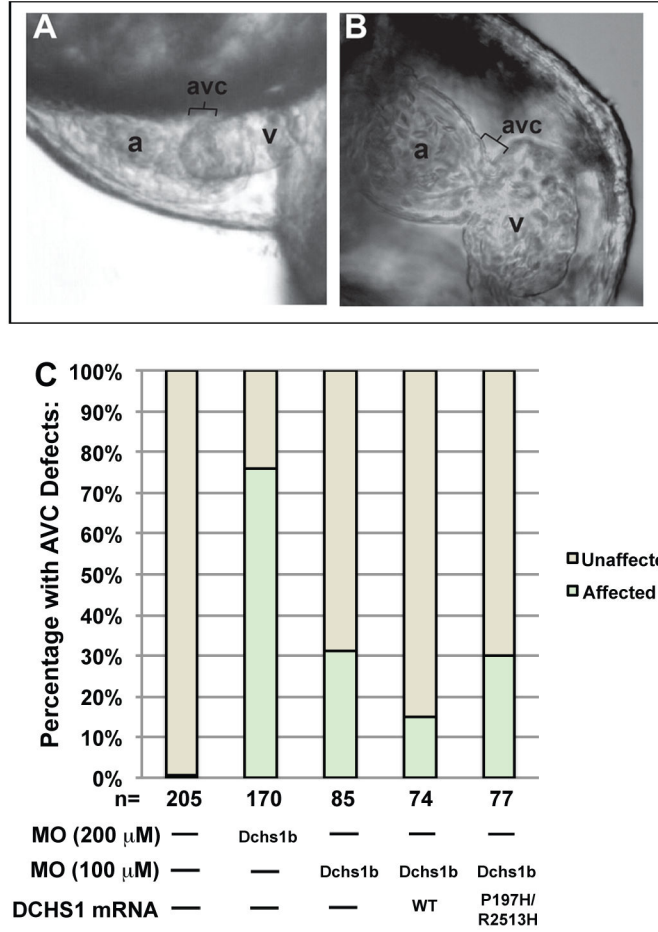 A
avc
a
v
B
avc
a
v
C
Percentage with AVC Defects:
100%
90%
80%
70%
60%
50%
40%
30%
20%
10%
0%
Unaffecte
Affected
n= 205 170 85 74 77
MO (200 μM) — Dchs1b — — —
MO (100 μM) — — Dchs1b Dchs1b Dchs1b
DCHS1 mRNA — — — WT P197H/
R2513H